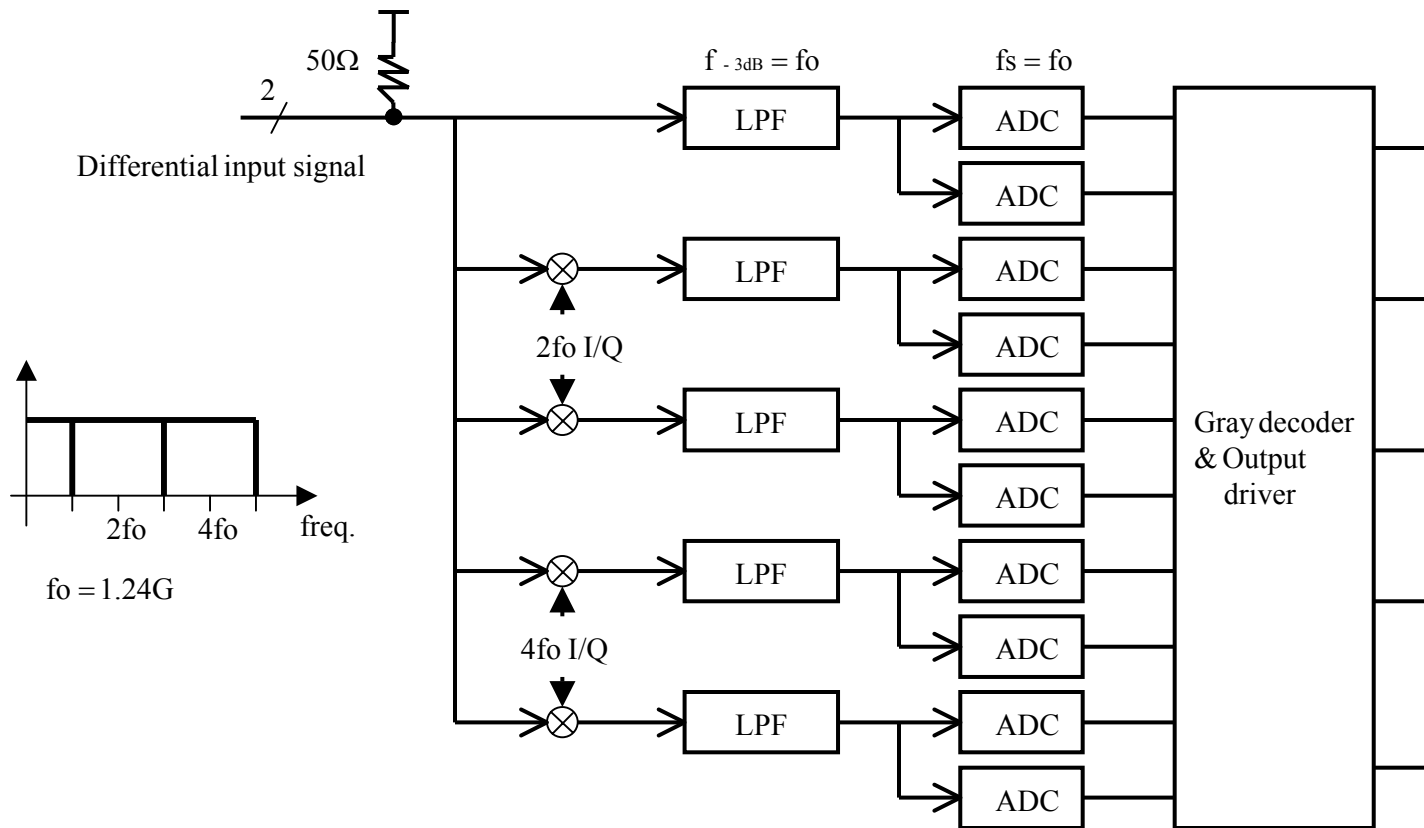 f - 3dB = fo
fs = fo
50Ω
2
LPF
ADC
Differential input signal
ADC
LPF
ADC
2fo I/Q
ADC
LPF
ADC
Gray decoder
& Output
driver
ADC
2fo 4fo freq.
fo = 1.24G
LPF
ADC
4fo I/Q
ADC
LPF
ADC
ADC